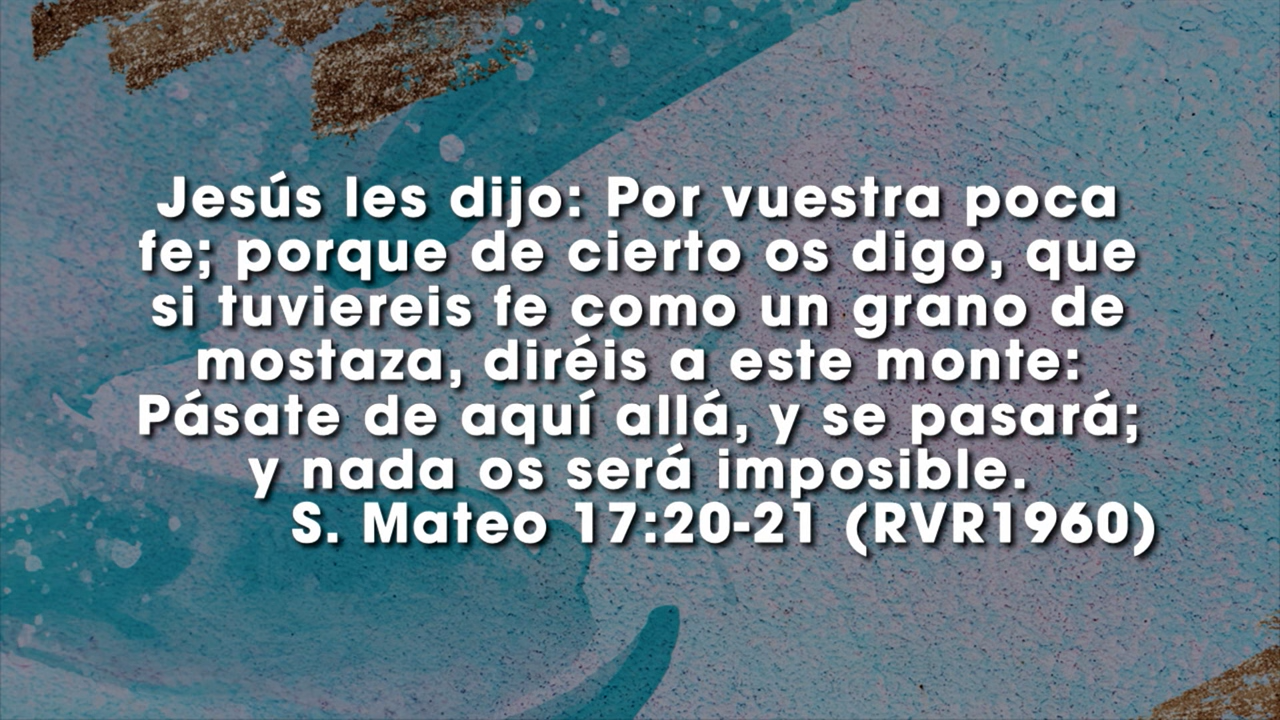 Jesús les dijo: Por vuestra poca
fe; porque de cierto os digo, que
si tuviereis fe como un grano de
mostaza, diréis a este monte:
Pásate de aquí allá, y se pasará;
y nada os será imposible.
S. Mateo 17:20-21 (RVR1960)